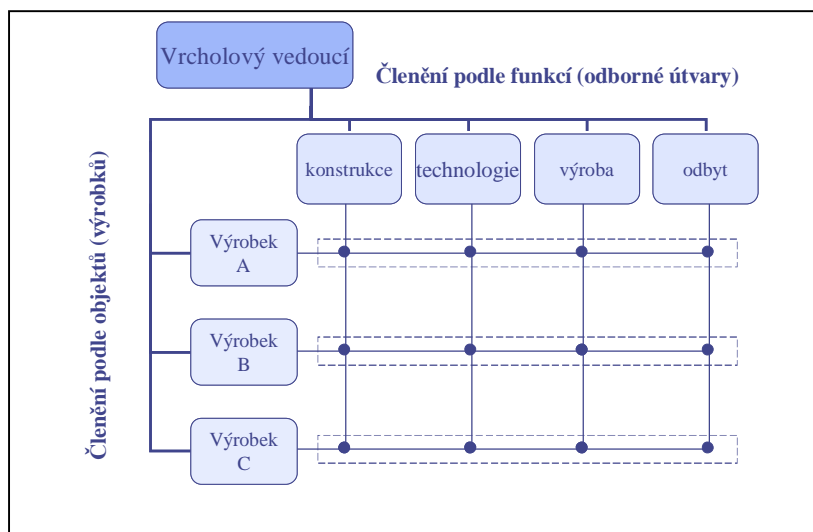 Vrcholový vedoucí
Členění podle funkcí (odborné útvary)
Členění podle objektů (výrobků)
konstrukce
technologie
výroba
odbyt
Výrobek
A
Výrobek
B
Výrobek
C